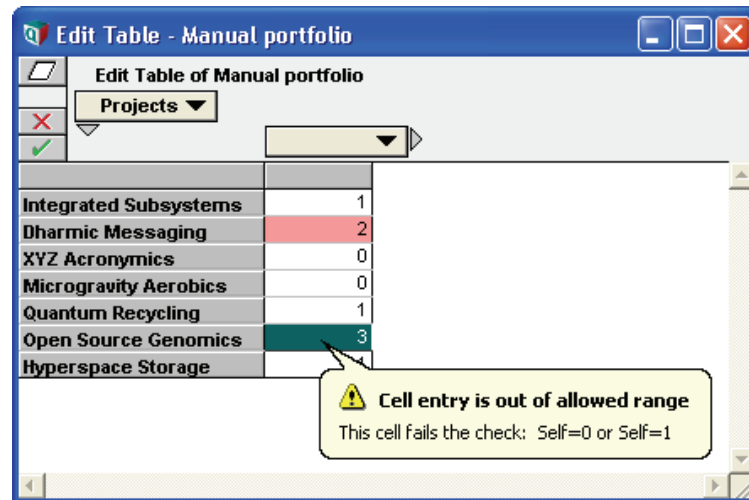 Edit Table - Manual portfolio
Edit Table of Manual portfolio
Projects
Integrated Subsystems 1
Dharmic Messaging 2
XYZ Acronymics 0
Microgravity Aerobics 0
Quantum Recycling 1
Open Source Genomics 3
Hyperspace Storage
Cell entry is out of allowed range
This cell fails the check: Self=0 or Self=1